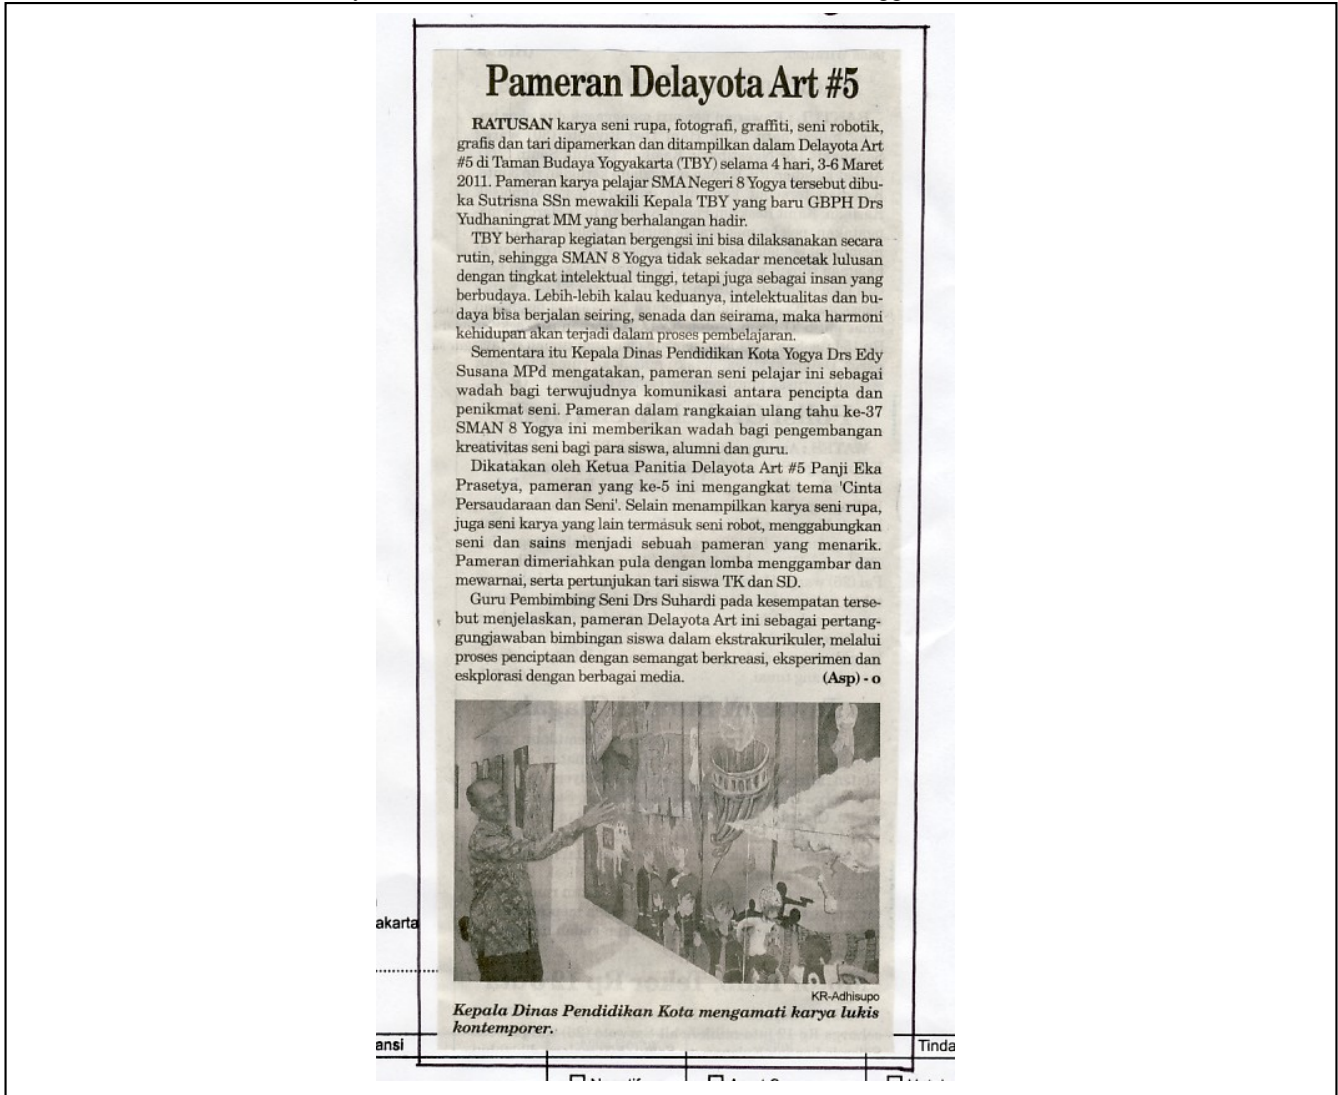 Pameran Delayota Art #5
RATUSAN karya seni rupa, fotografi, graffiti, seni robotik,
grafis dan tari dipamerkan dan ditampilkan dalam Delayota Art
#5 di Taman Budaya Yogyakarta (TBY) selama 4 hari, 3-6 Maret
2011. Pameran karya pelajar SMA Negeri 8 Yogya tersebut dibu-
ka Sutrisna SSn mewakili Kepala TBY yang baru GBPH Drs
Yudhaningrat MM yang berhalangan hadir.
TBY berharap kegiatan bergengsi ini bisa dilaksanakan secara
rutin, sehingga SMAN 8 Yogya tidak sekadar mencetak lulusan
dengan tingkat intelektual tinggi, tetapi juga sebagai insan yang
berbudaya. Lebih-lebih kalau keduanya, intelektualitas dan bu-
daya bisa berjalan seiring, senada dan seirama, maka harmoni
kehidupan akan terjadi dalam proses pembelajaran.
Sementara itu Kepala Dinas Pendidikan Kota Yogya Drs Edy
Susana MPd mengatakan, pameran seni pelajar ini sebagai
wadah bagi terwujudnya komunikasi antara pencipta dan
penikmat seni. Pameran dalam rangkaian ulang tahu ke-37
SMAN 8 Yogya ini memberikan wadah bagi pengembangan
kreativitas seni bagi para siswa, alumni dan guru.
Dikatakan oleh Ketua Panitia Delayota Art #5 Panji Eka
Prasetya, pameran yang ke-5 ini mengangkat tema 'Cinta
Persaudaraan dan Seni'. Selain menampilkan karya seni rupa,
juga seni karya yang lain termasuk seni robot, menggabungkan
seni dan sains menjadi sebuah pameran yang menarik.
Pameran dimeriahkan pula dengan lomba menggambar dan
mewarnai, serta pertunjukan tari siswa TK dan SD.
Guru Pembimbing Seni Drs Suhardi pada kesempatan terse-
but menjelaskan, pameran Delayota Art ini sebagai pertang-
gungjawaban bimbingan siswa dalam ekstrakurikuler, melalui
proses penciptaan dengan semangat berkreasi, eksperimen dan
eskplorasi dengan berbagai media. (Asp) - o
akarta
KR-Adhisupo
Kepala Dinas Pendidikan Kota mengamati karya lukis
kontemporer.
ansi
Tinda